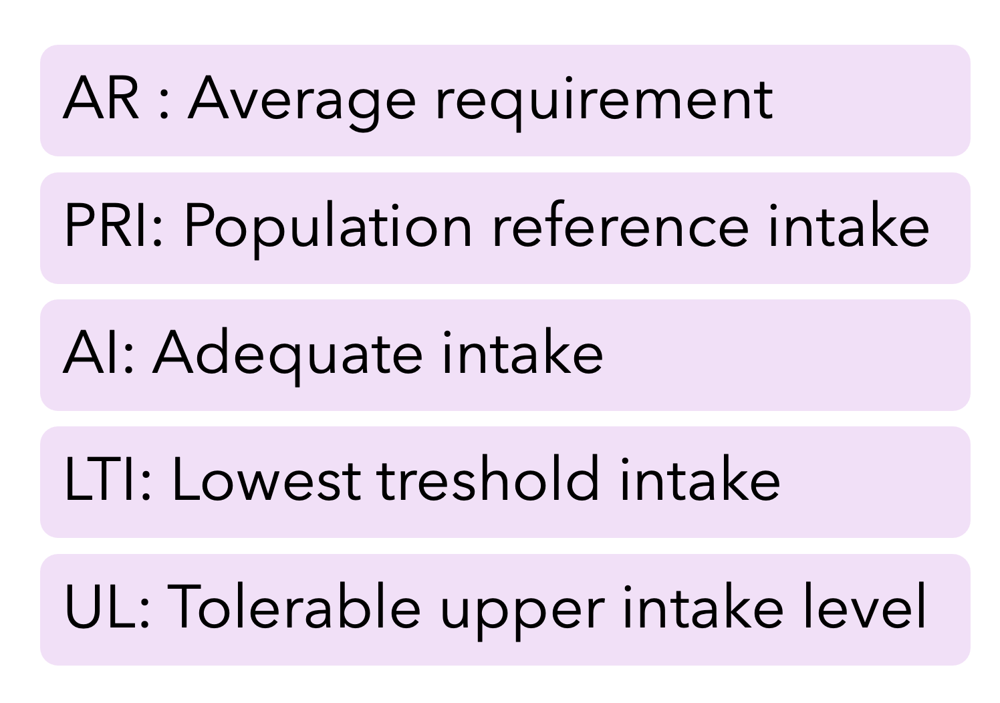 AR : Average requirement
PRI: Population reference intake
AI: Adequate intake
LTI: Lowest treshold intake
UL: Tolerable upper intake level